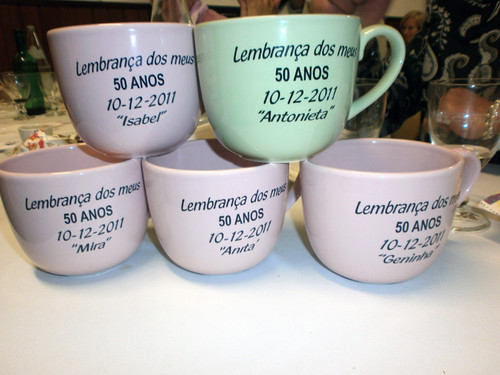 Lembrança dos meus
50 ANOS
10-12-2011
"Isabel"
Lembrança dos meus
50 ANOS
10-12-2011
"Antonieta"
Lembrança dos meus
50 ANOS
10-12-2011
"Mira"
Lembrança dos meus
50 ANOS
10-12-2011
"Anita"
Lembrança dos meus
50 ANOS
10-12-2011
"Geninha"